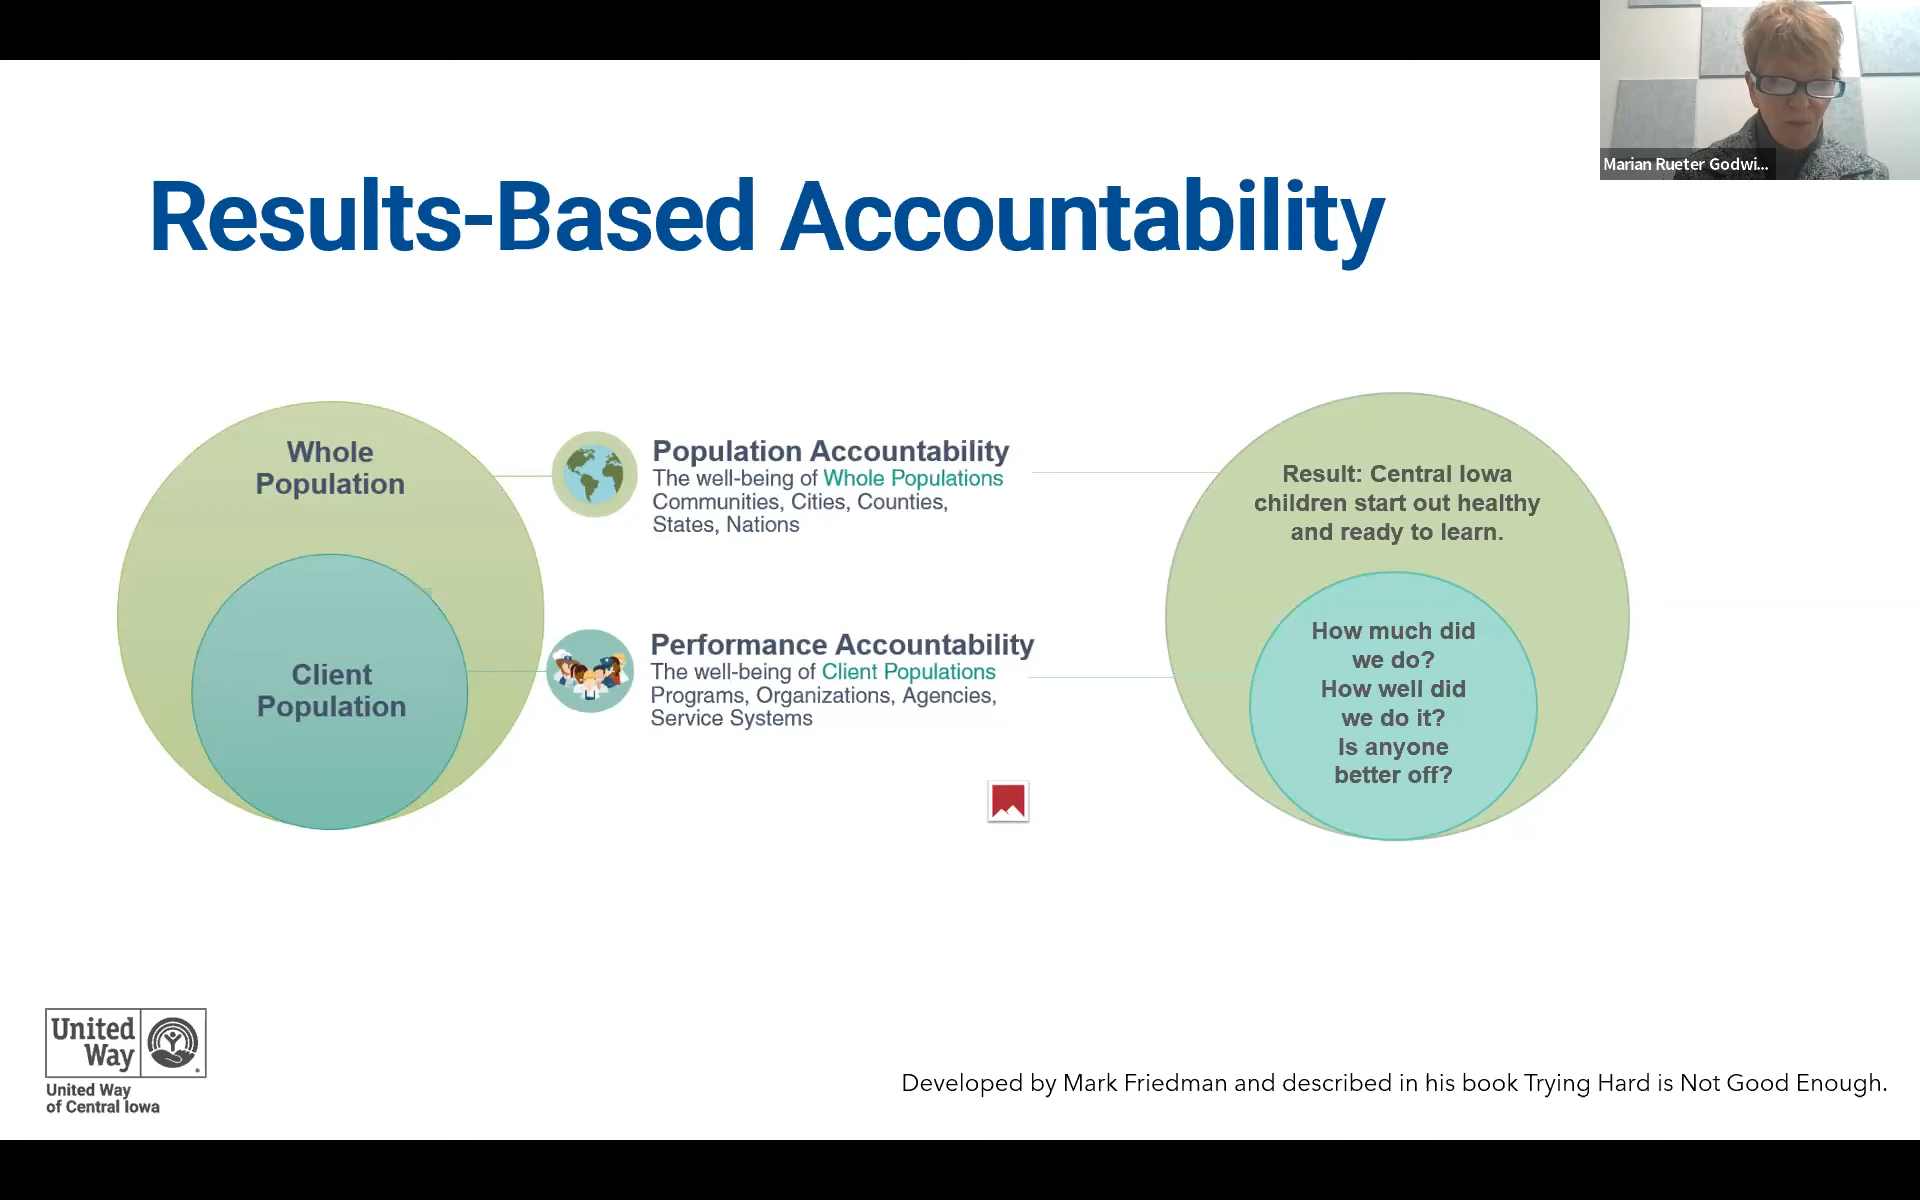 Marian Rueter Godwi...
Results-Based Accountability
Whole
Population
Client
Population
Population Accountability
The well-being of Whole Populations
Communities, Cities, Counties,
States, Nations
Performance Accountability
The well-being of Client Populations
Programs, Organizations, Agencies,
Service Systems
Result: Central Iowa
children start out healthy
and ready to learn.
How much did
we do?
How well did
we do it?
Is anyone
better off?
United
Way
United Way
of Central Iowa
Developed by Mark Friedman and described in his book Trying Hard is Not Good Enough.